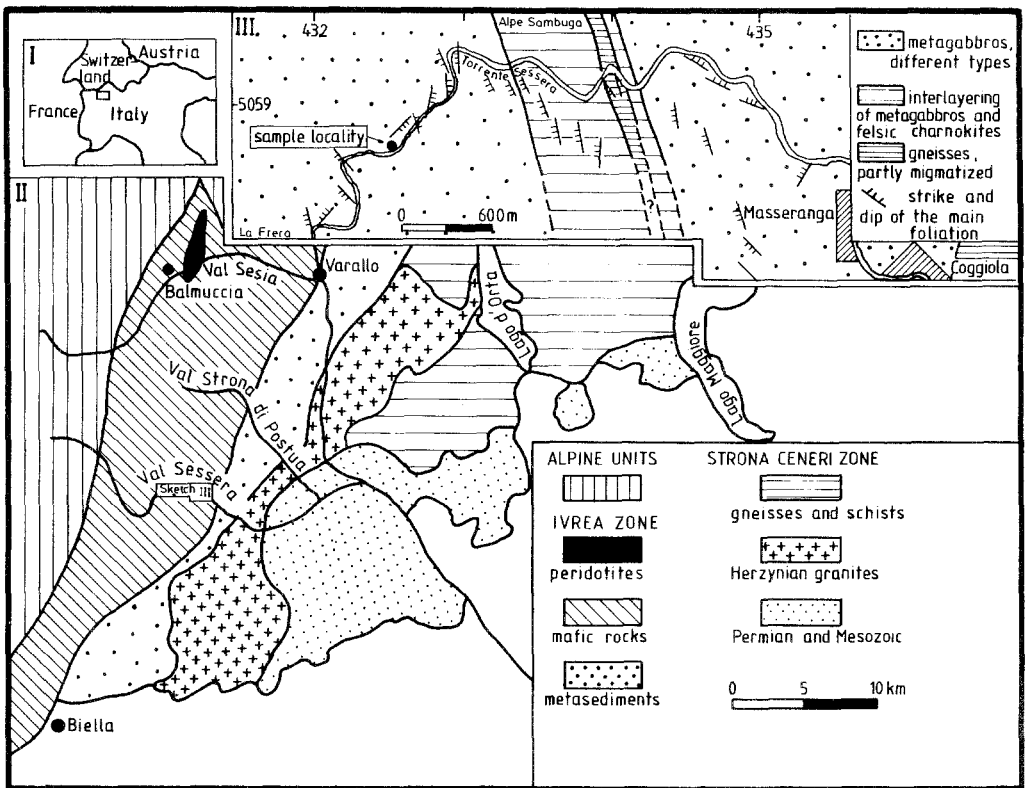 I
Austria
Switzer
land
France
Italy
III.
432
Alpe Sambuga
435
5059
Torrente Sessera
sample locality
La Frera
0 600m
?
Masseranga
Coggiola
metagabbros,
different types
interlayering
of metagabbros and
felsic charnokites
gneisses,
partly migmatized
strike and
dip of the main
foliation
II
Val Sesia
Varallo
Balmuccia
Lago d'Orta
Lago Maggiore
Val Strona di Postua
Val Sessera
Sketch III
Biella
ALPINE UNITS
IVREA ZONE
peridotites
mafic rocks
metasediments
STRONA CENERI ZONE
gneisses and schists
Herzynian granites
Permian and Mesozoic
0 5 10 km